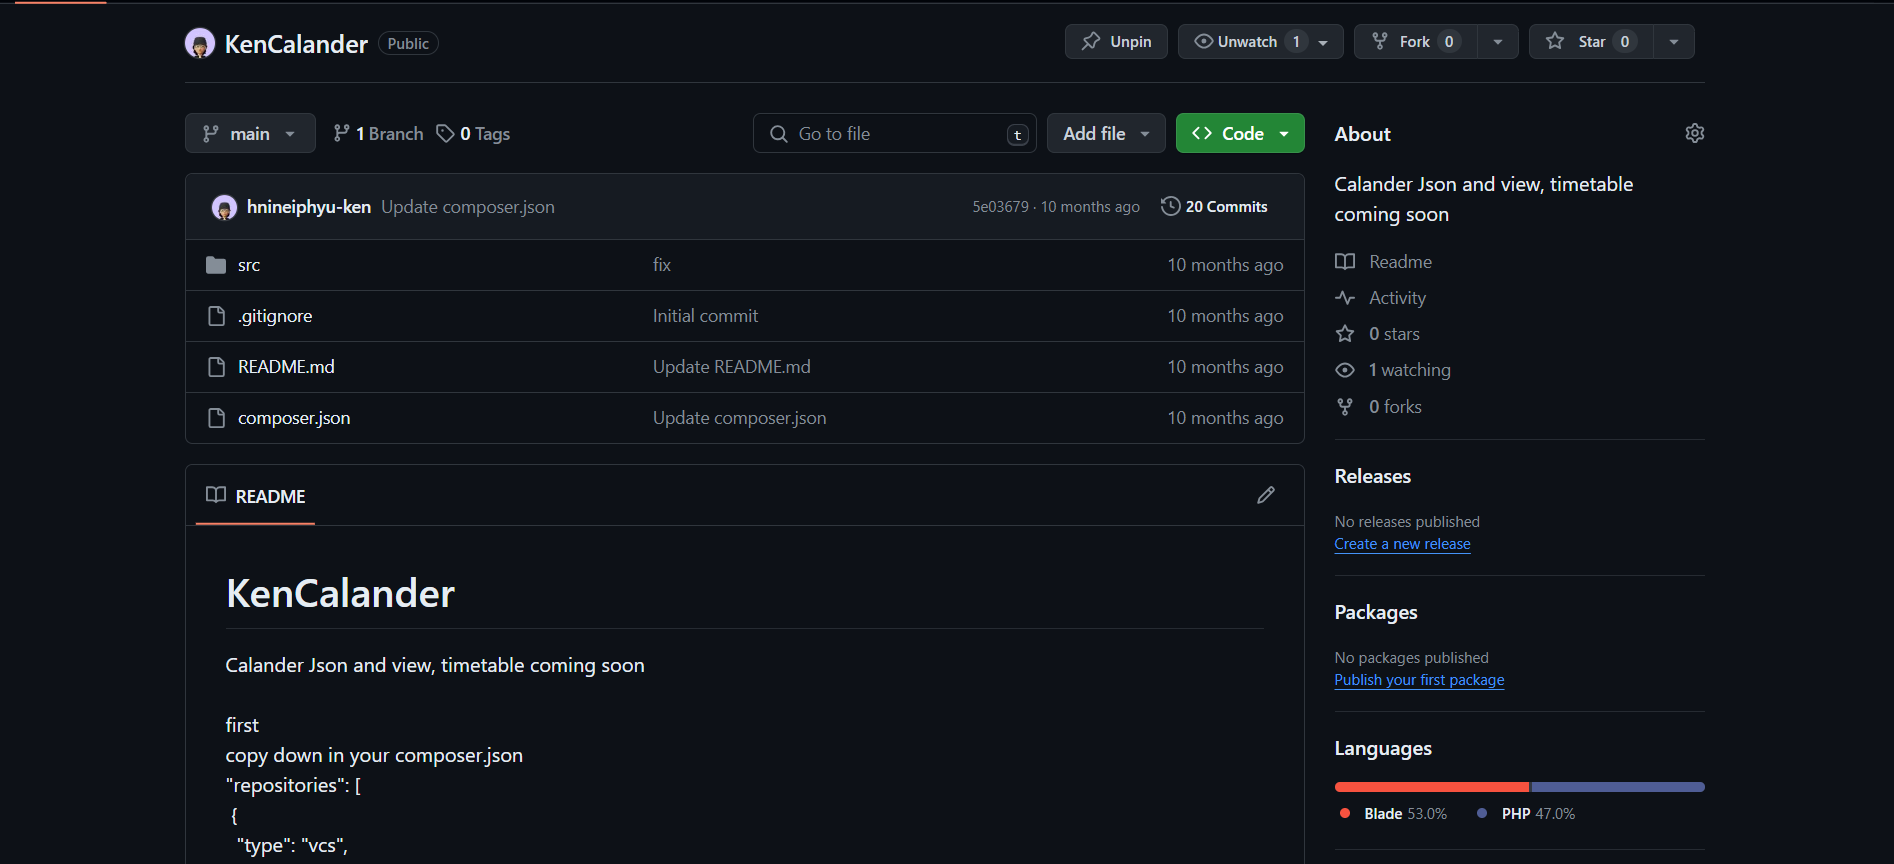 KenCalander Public
Unpin
Unwatch 1
Fork 0
Star 0
main
1 Branch
0 Tags
Go to file t
Add file
Code
hnineiphyu-ken Update composer.json 5e03679 · 10 months ago 20 Commits
src fix 10 months ago
.gitignore Initial commit 10 months ago
README.md Update README.md 10 months ago
composer.json Update composer.json 10 months ago
README
KenCalander
Calander Json and view, timetable coming soon
first
copy down in your composer.json
"repositories": [
{
"type": "vcs",
About
Calander Json and view, timetable
coming soon
Readme
Activity
0 stars
1 watching
0 forks
Releases
No releases published
Create a new release
Packages
No packages published
Publish your first package
Languages
Blade 53.0% PHP 47.0%